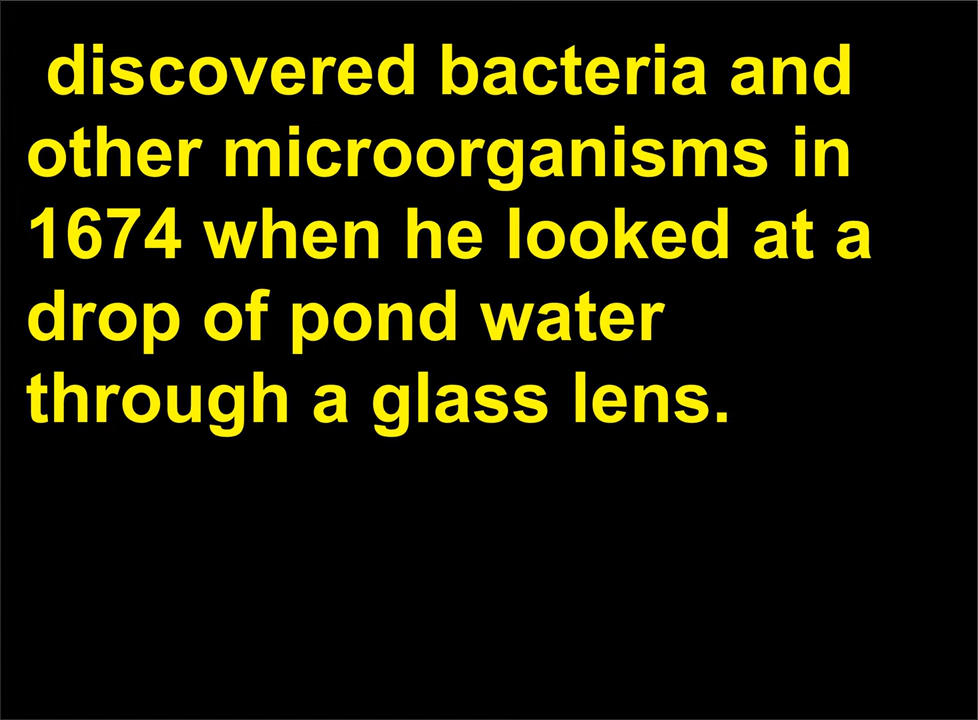 discovered bacteria and
other microorganisms in
1674 when he looked at a
drop of pond water
through a glass lens.